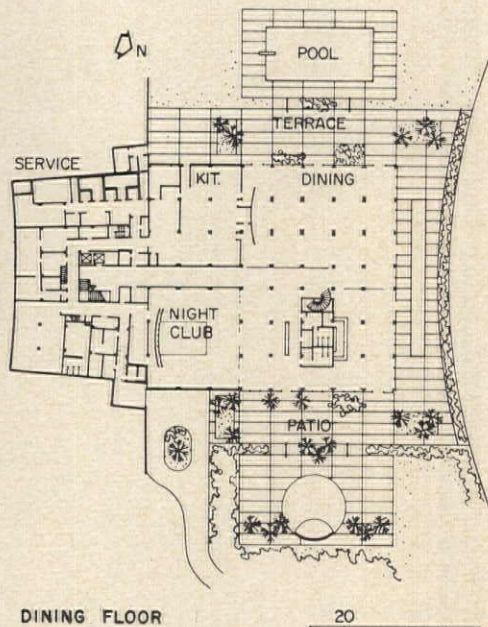 N
POOL
TERRACE
SERVICE
KIT.
DINING
NIGHT
CLUB
PATIO
DINING FLOOR
20